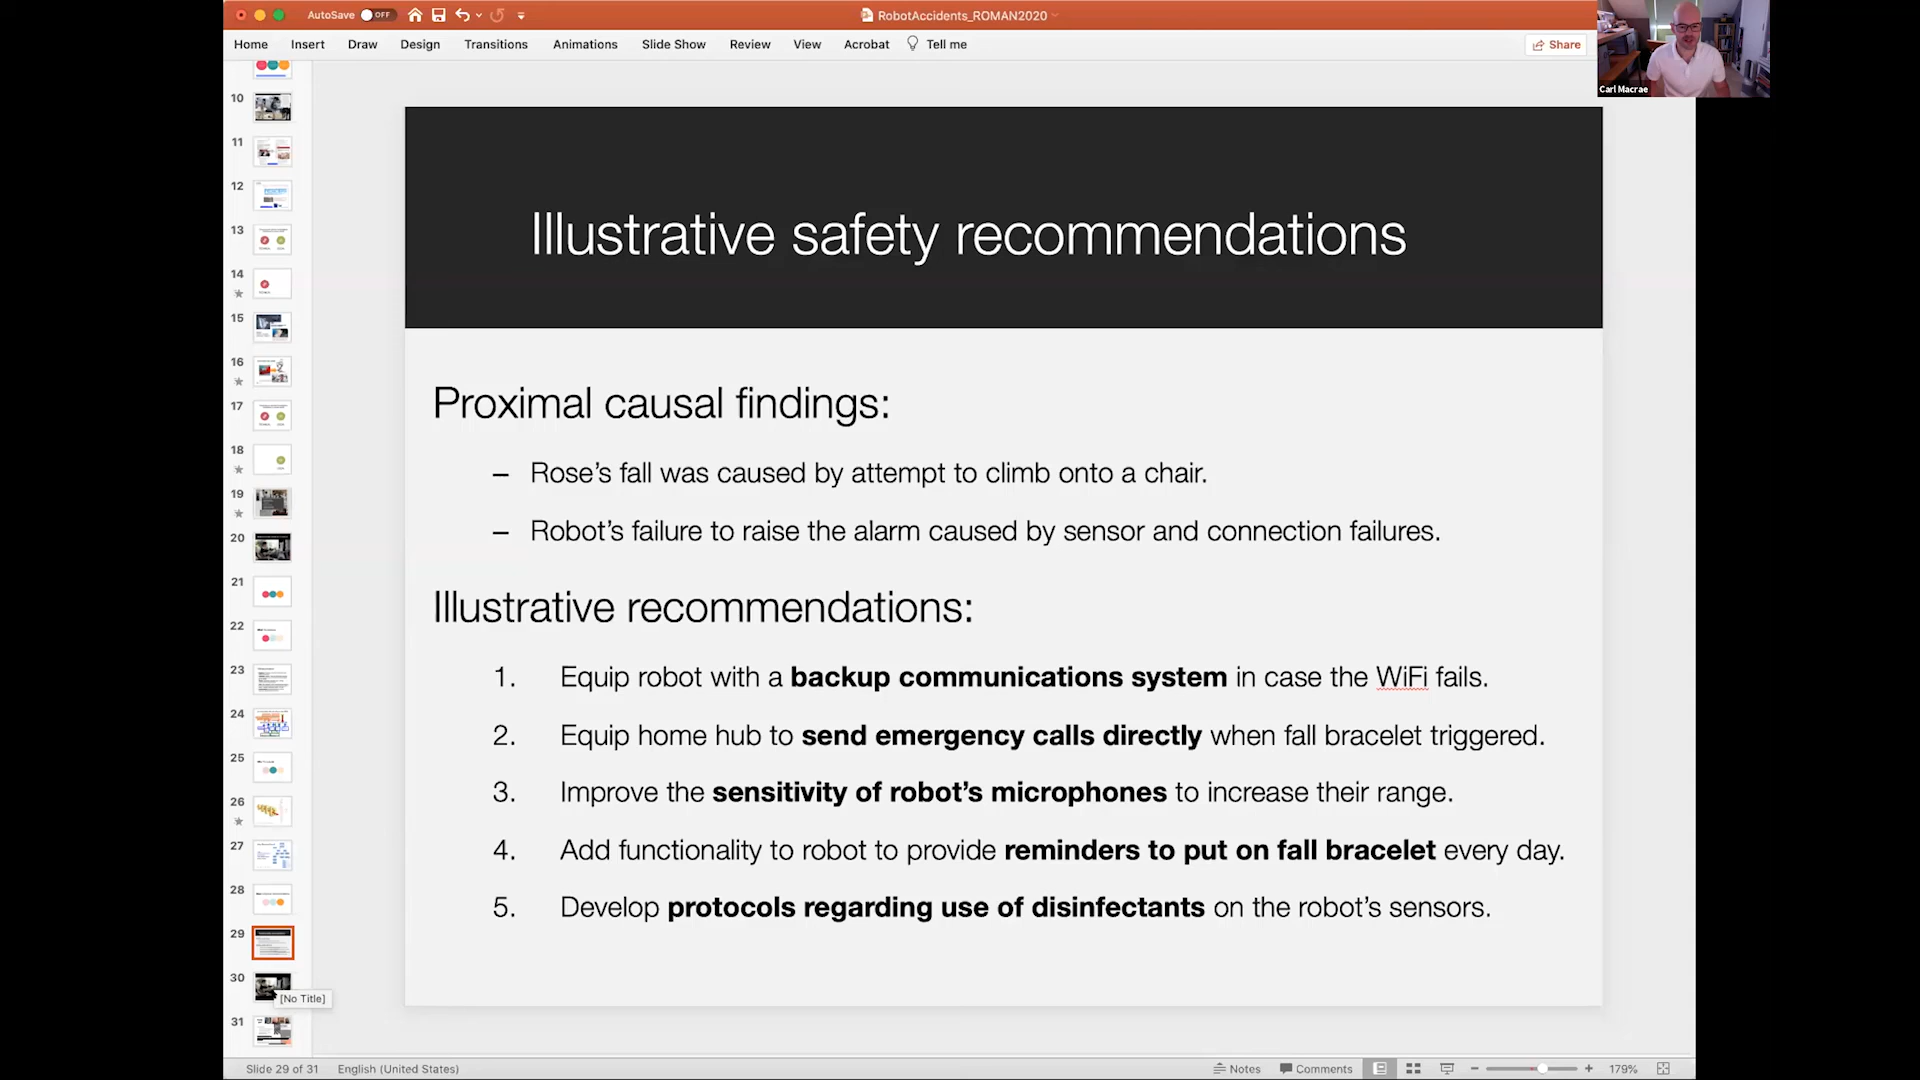 AutoSave OFF
RobotAccidents_ROMAN2020
Home Insert Draw Design Transitions Animations Slide Show Review View Acrobat Tell me
Share
Carl Macrae
10
11
12
13
14
15
16
17
18
19
20
21
22
23
24
25
26
27
28
29
30
[No Title]
31
Illustrative safety recommendations
Proximal causal findings:
– Rose's fall was caused by attempt to climb onto a chair.
– Robot's failure to raise the alarm caused by sensor and connection failures.
Illustrative recommendations:
1. Equip robot with a backup communications system in case the WiFi fails.
2. Equip home hub to send emergency calls directly when fall bracelet triggered.
3. Improve the sensitivity of robot's microphones to increase their range.
4. Add functionality to robot to provide reminders to put on fall bracelet every day.
5. Develop protocols regarding use of disinfectants on the robot's sensors.
Slide 29 of 31 English (United States) Notes Comments 179%